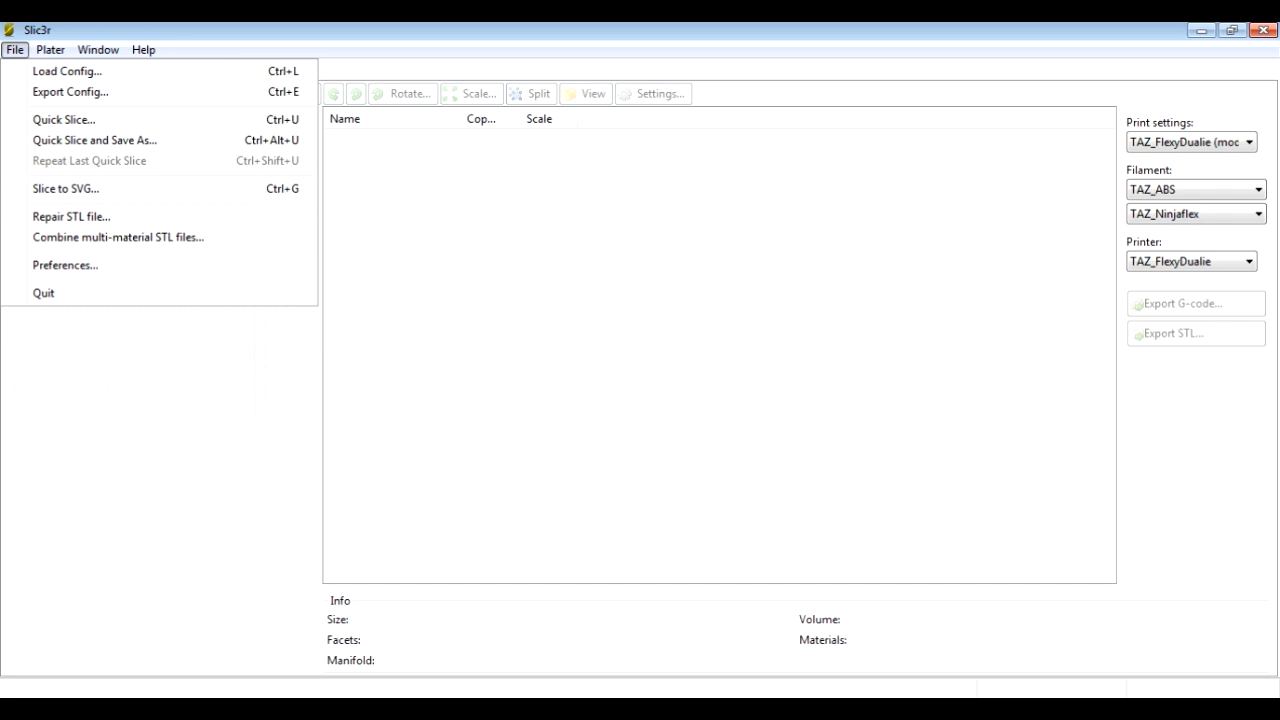 Slic3r
File Plater Window Help
Load Config... Ctrl+L
Export Config... Ctrl+E
Quick Slice... Ctrl+U
Quick Slice and Save As... Ctrl+Alt+U
Repeat Last Quick Slice Ctrl+Shift+U
Slice to SVG... Ctrl+G
Repair STL file...
Combine multi-material STL files...
Preferences...
Quit
Rotate... Scale... Split View Settings...
Name Cop... Scale
Print settings:
TAZ_FlexyDualie (moc
Filament:
TAZ_ABS
TAZ_Ninjaflex
Printer:
TAZ_FlexyDualie
Export G-code...
Export STL...
Info
Size: Volume:
Facets: Materials:
Manifold: